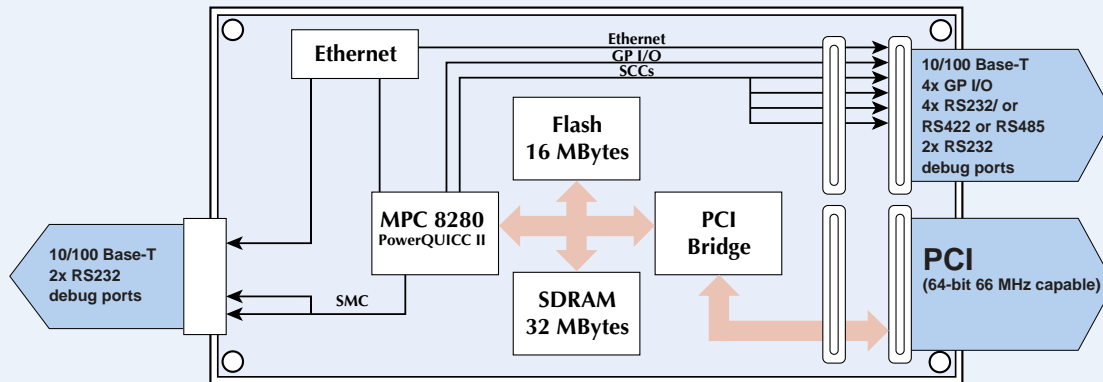 Ethernet
Ethernet
GP I/O
SCCs
Flash
16 MBytes
MPC 8280
PowerQUICC II
PCI
Bridge
SDRAM
32 MBytes
SMC
10/100 Base-T
2x RS232
debug ports
10/100 Base-T
4x GP I/O
4x RS232/ or
RS422 or RS485
2x RS232
debug ports
PCI
(64-bit 66 MHz capable)